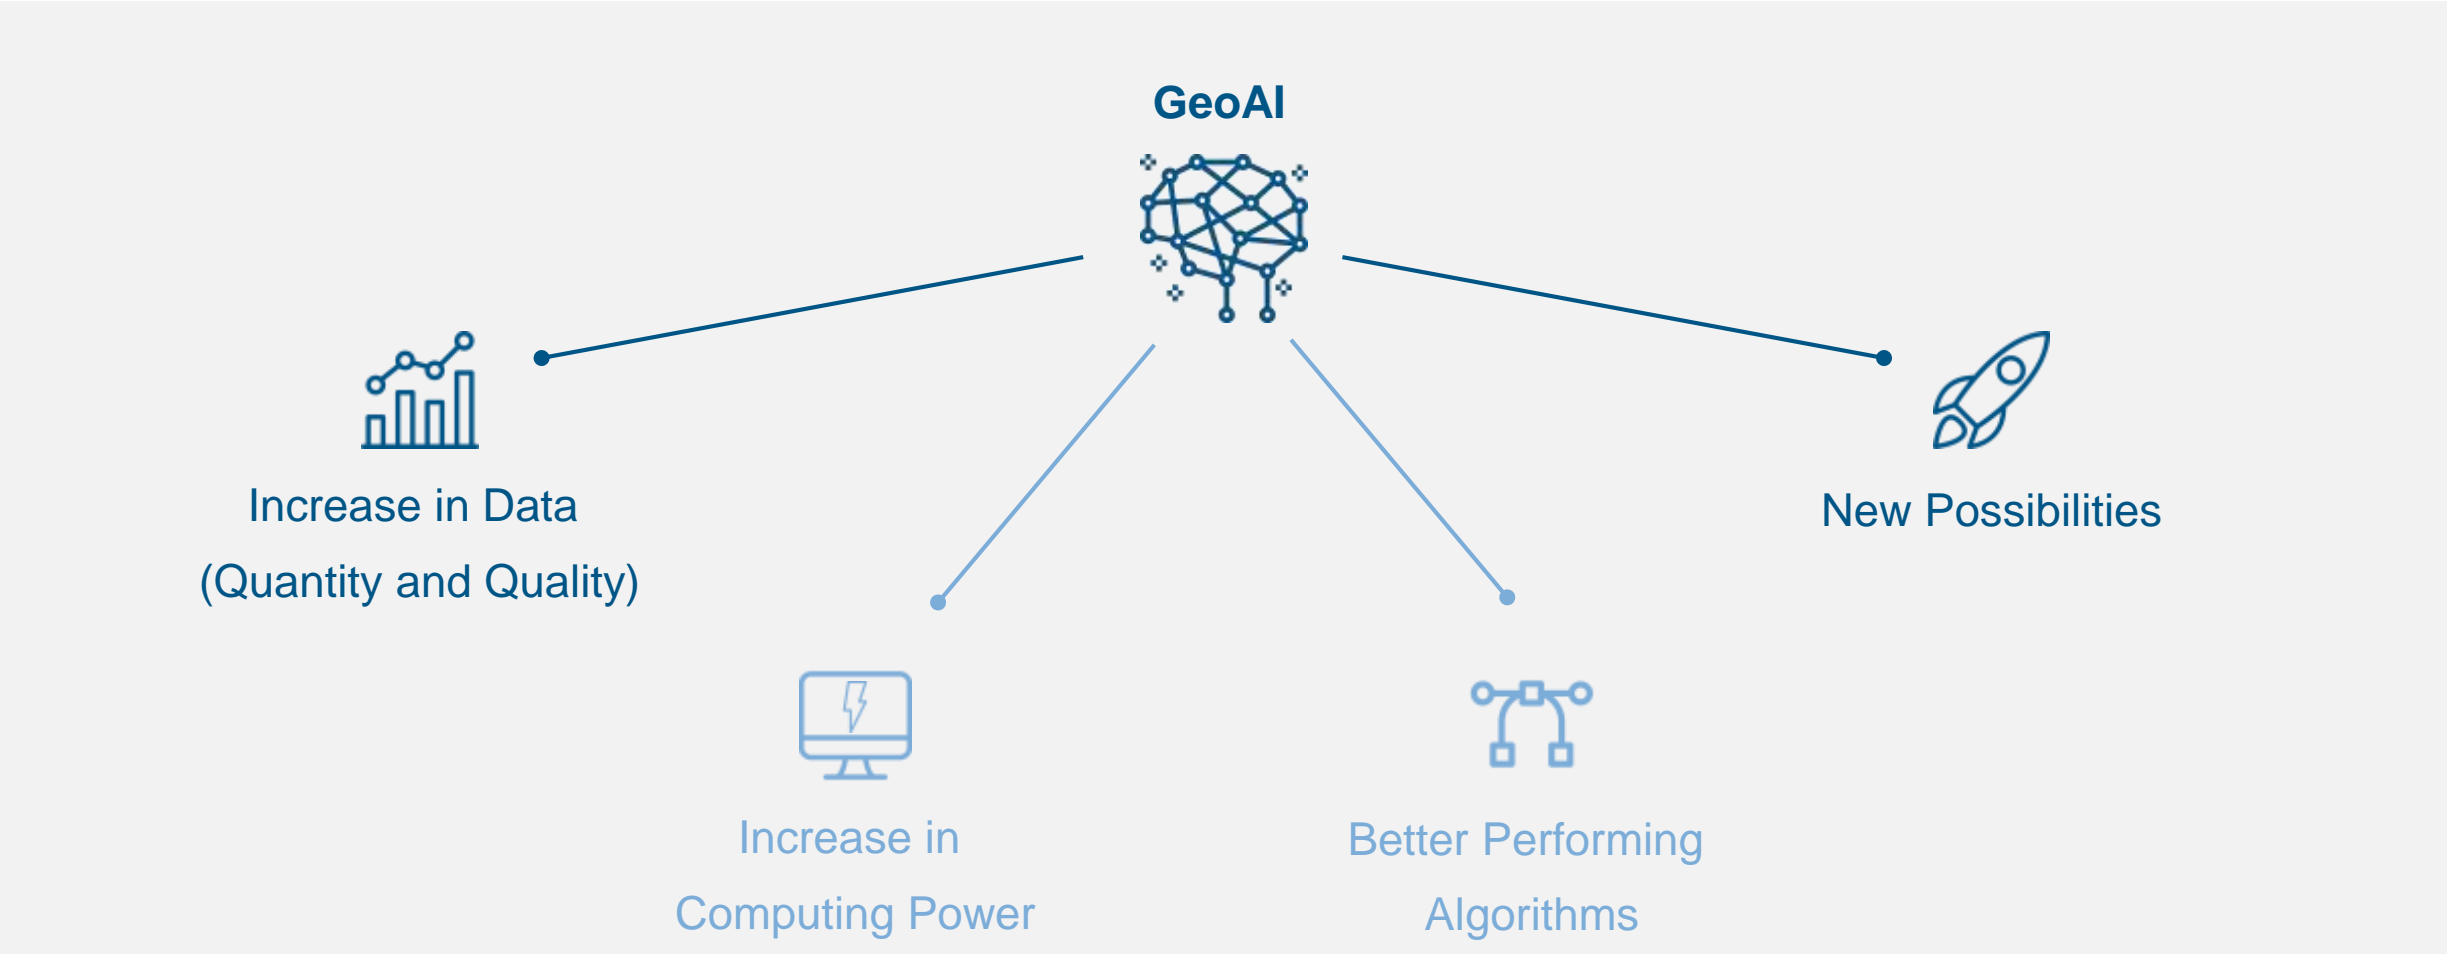 GeoAI
Increase in Data
(Quantity and Quality)
New Possibilities
Increase in
Computing Power
Better Performing
Algorithms